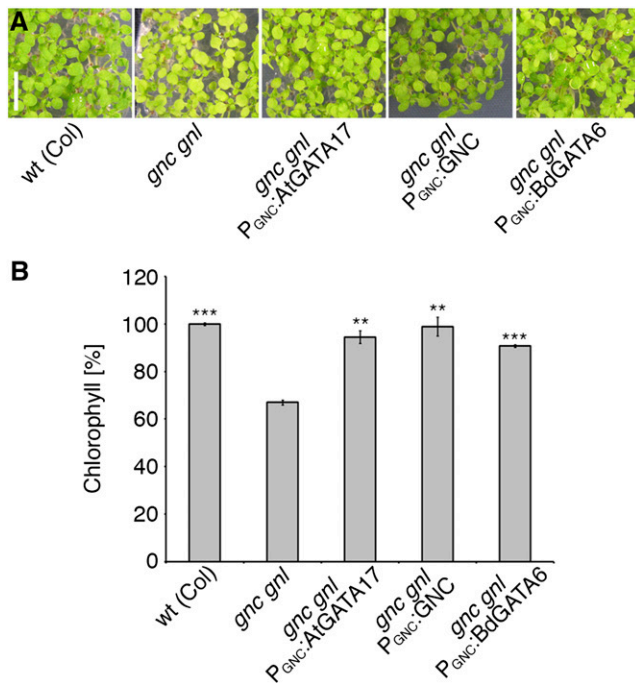 A
wt (Col)
gnc gnl
gnc gnl
PGNC:AtGATA17
gnc gnl
PGNC:GNC
gnc gnl
PGNC:BdGATA6
B
Chlorophyll [%]
120
100
80
60
40
20
0
***
**
**
***
wt (Col)
gnc gnl
gnc gnl
PGNC:AtGATA17
gnc gnl
PGNC:GNC
gnc gnl
PGNC:BdGATA6